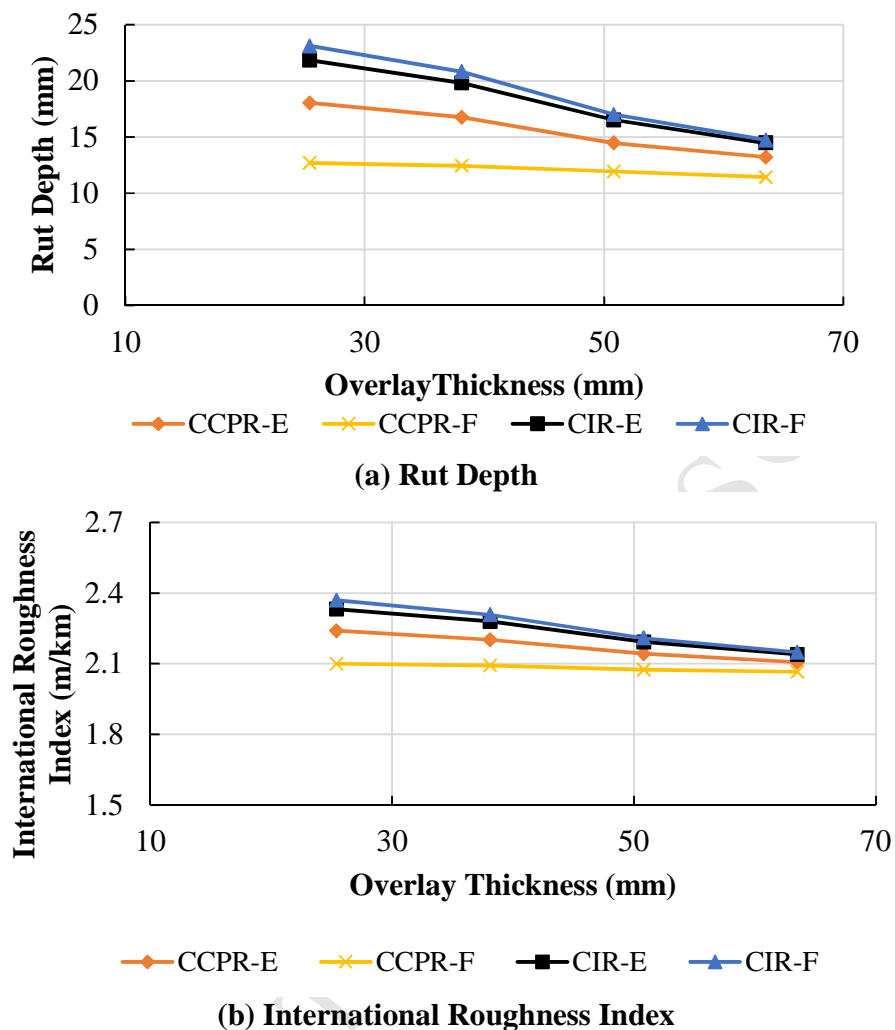 25
20
15
10
5
0
Rut Depth (mm)
10 30 50 70
OverlayThickness (mm)
CCPR-E CCPR-F CIR-E CIR-F
(a) Rut Depth
2.7
2.4
2.1
1.8
1.5
International Roughness
Index (m/km)
10 30 50 70
Overlay Thickness (mm)
CCPR-E CCPR-F CIR-E CIR-F
(b) International Roughness Index